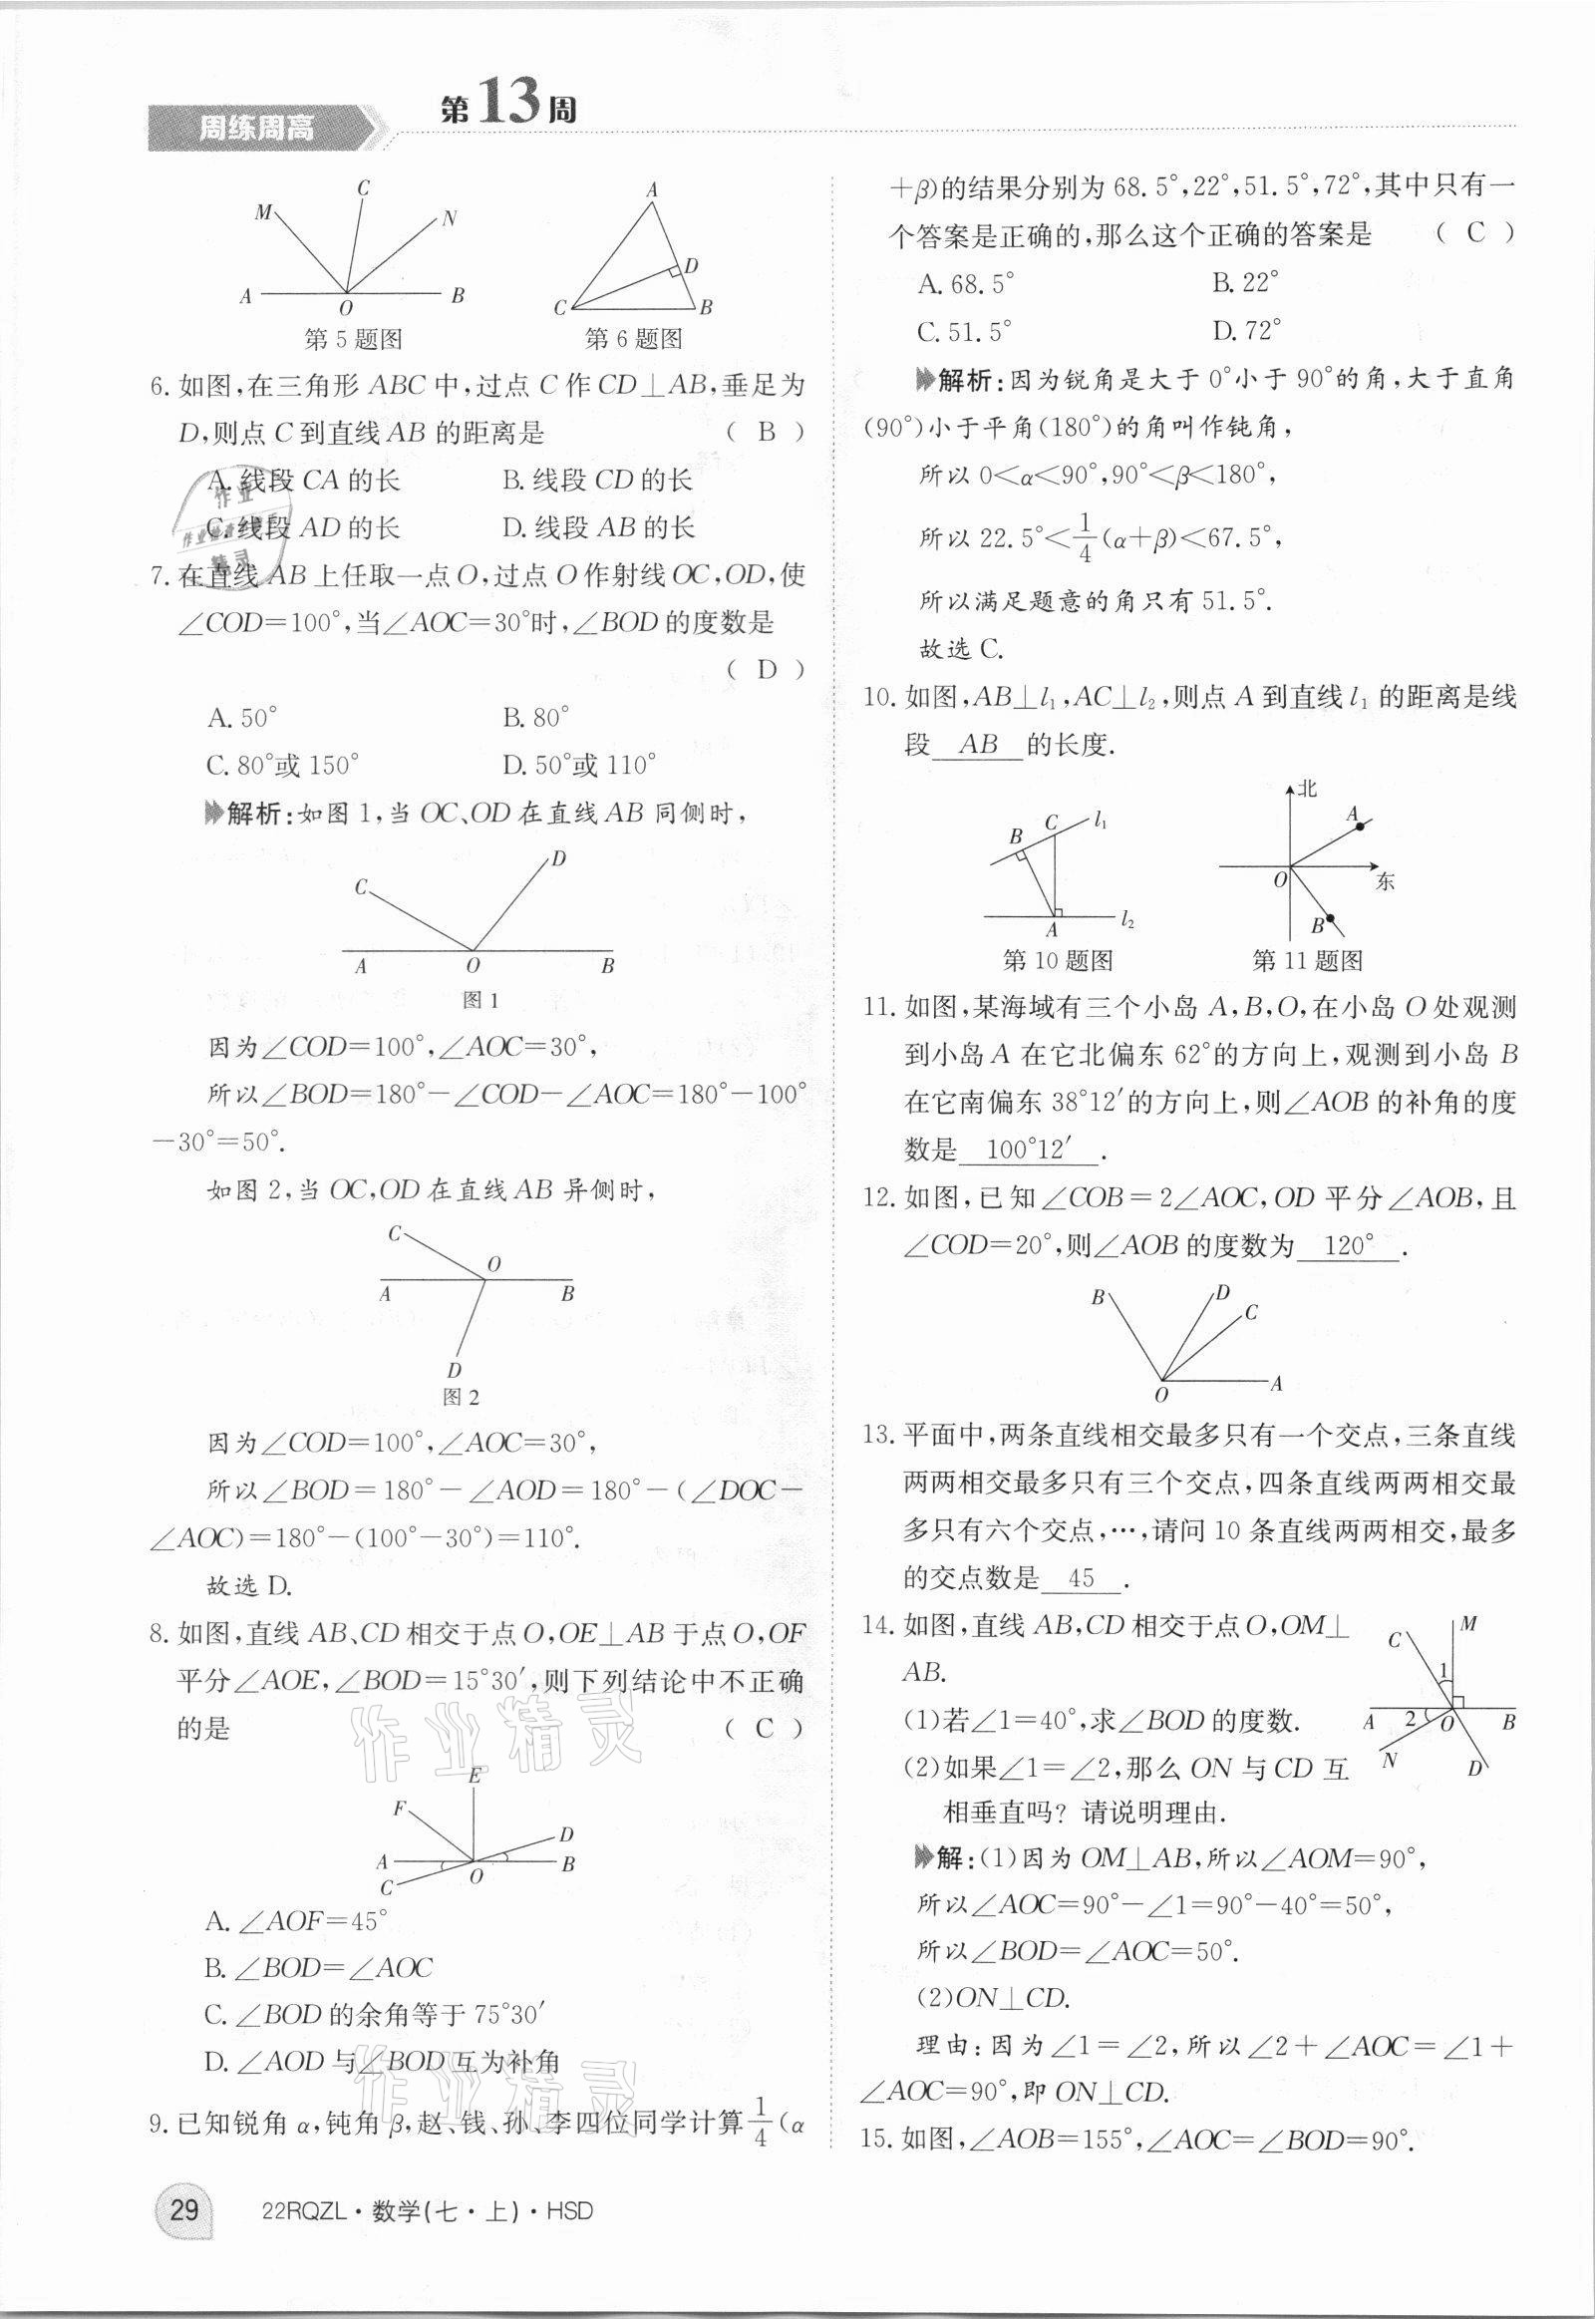 周练周高
第13周
C
M
N
A
O
B
第5题图
A
D
C
B
第6题图
6. 如图,在三角形 ABC 中,过点 C 作 CD⊥AB,垂足为
D,则点 C 到直线 AB 的距离是 ( B )
A. 线段 CA 的长 B. 线段 CD 的长
C. 线段 AD 的长 D. 线段 AB 的长
7. 在直线 AB 上任取一点 O,过点 O 作射线 OC,OD,使
∠COD=100°,当∠AOC=30°时,∠BOD 的度数是
( D )
A. 50° B. 80°
C. 80°或 150° D. 50°或 110°
解析:如图 1,当 OC、OD 在直线 AB 同侧时,
D
C
A
O
B
图 1
因为∠COD=100°,∠AOC=30°,
所以∠BOD=180°-∠COD-∠AOC=180°-100°
-30°=50°.
如图 2,当 OC,OD 在直线 AB 异侧时,
C
O
A
B
D
图 2
因为∠COD=100°,∠AOC=30°,
所以∠BOD=180°-∠AOD=180°-(∠DOC-
∠AOC)=180°-(100°-30°)=110°.
故选 D.
8. 如图,直线 AB、CD 相交于点 O,OE⊥AB 于点 O,OF
平分∠AOE,∠BOD=15°30′,则下列结论中不正确
的是 ( C )
E
F
D
A
B
C
O
A. ∠AOF=45°
B. ∠BOD=∠AOC
C. ∠BOD 的余角等于 75°30′
D. ∠AOD 与∠BOD 互为补角
9. 已知锐角 α,钝角 β,赵、钱、孙、李四位同学计算 1/4(α
29
22RQZL·数学(七·上)·HSD
+β)的结果分别为 68.5°,22°,51.5°,72°,其中只有一
个答案是正确的,那么这个正确的答案是 ( C )
A. 68.5° B. 22°
C. 51.5° D. 72°
解析:因为锐角是大于 0°小于 90°的角,大于直角
(90°)小于平角(180°)的角叫作钝角,
所以 0<α<90°,90°<β<180°,
所以 22.5°<1/4(α+β)<67.5°,
所以满足题意的角只有 51.5°.
故选 C.
10. 如图,AB⊥l₁,AC⊥l₂,则点 A 到直线 l₁ 的距离是线
段 AB 的长度.
B
C
l₁
A
l₂
第 10 题图
北
A
O
东
B
第 11 题图
11. 如图,某海域有三个小岛 A,B,O,在小岛 O 处观测
到小岛 A 在它北偏东 62°的方向上,观测到小岛 B
在它南偏东 38°12′的方向上,则∠AOB 的补角的度
数是 100°12′ .
12. 如图,已知∠COB=2∠AOC,OD 平分∠AOB,且
∠COD=20°,则∠AOB 的度数为 120° .
B
D
C
O
A
13. 平面中,两条直线相交最多只有一个交点,三条直线
两两相交最多只有三个交点,四条直线两两相交最
多只有六个交点,…,请问 10 条直线两两相交,最多
的交点数是 45 .
14. 如图,直线 AB,CD 相交于点 O,OM⊥
AB.
(1)若∠1=40°,求∠BOD 的度数.
(2)如果∠1=∠2,那么 ON 与 CD 互
相垂直吗?请说明理由.
C
M
1
A
2
O
B
N
D
解:(1)因为 OM⊥AB,所以∠AOM=90°,
所以∠AOC=90°-∠1=90°-40°=50°,
所以∠BOD=∠AOC=50°.
(2)ON⊥CD.
理由:因为∠1=∠2,所以∠2+∠AOC=∠1+
∠AOC=90°,即 ON⊥CD.
15. 如图,∠AOB=155°,∠AOC=∠BOD=90°.
作业精灵
作业精灵